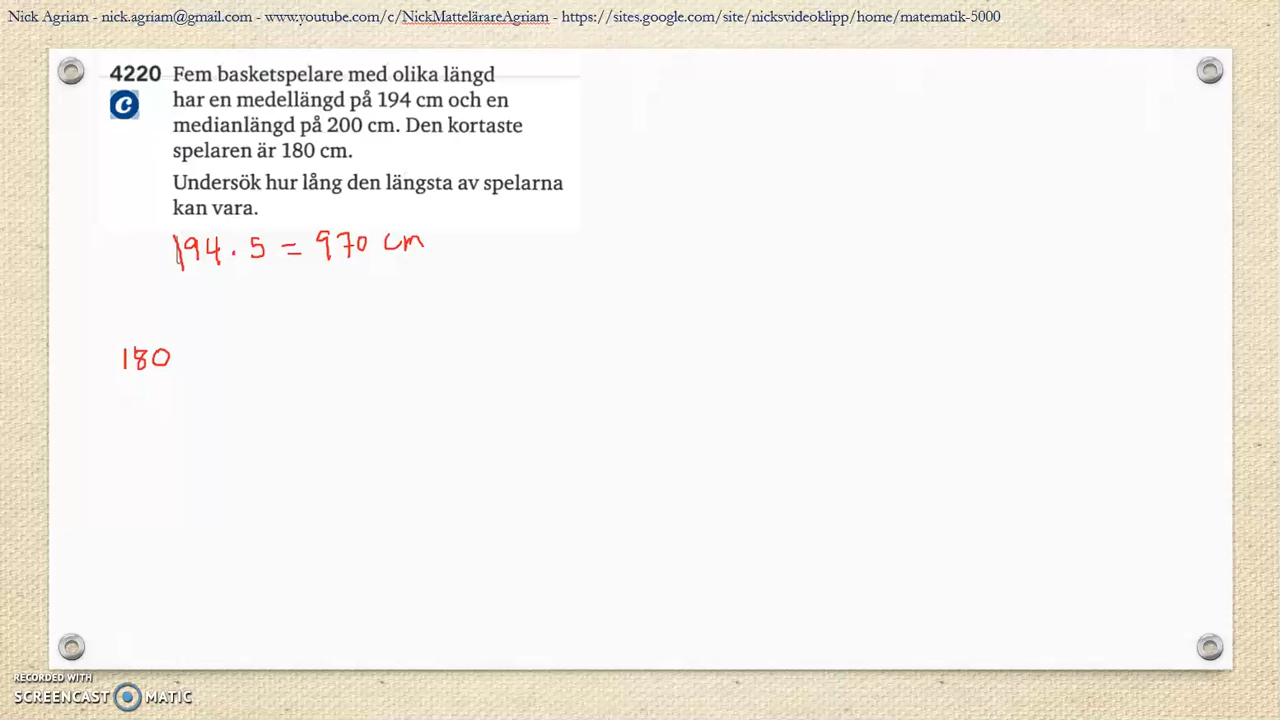 Nick Agriam - nick.agriam@gmail.com - www.youtube.com/c/NickMattelärareAgriam - https://sites.google.com/site/nicksvideoklipp/home/matematik-5000
4220 Fem basketspelare med olika längd
har en medellängd på 194 cm och en
medianlängd på 200 cm. Den kortaste
spelaren är 180 cm.
Undersök hur lång den längsta av spelarna
kan vara.
C
194 · 5 = 970 cm
180
RECORDED WITH
SCREENCAST MATIC